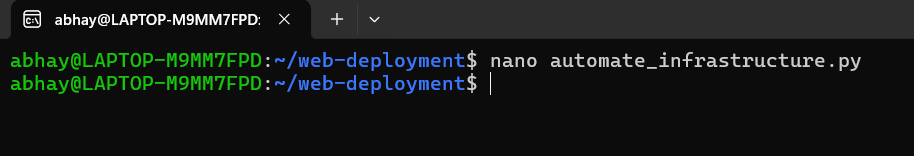 abhay@LAPTOP-M9MM7FPD:
abhay@LAPTOP-M9MM7FPD:~/web-deployment$ nano automate_infrastructure.py
abhay@LAPTOP-M9MM7FPD:~/web-deployment$